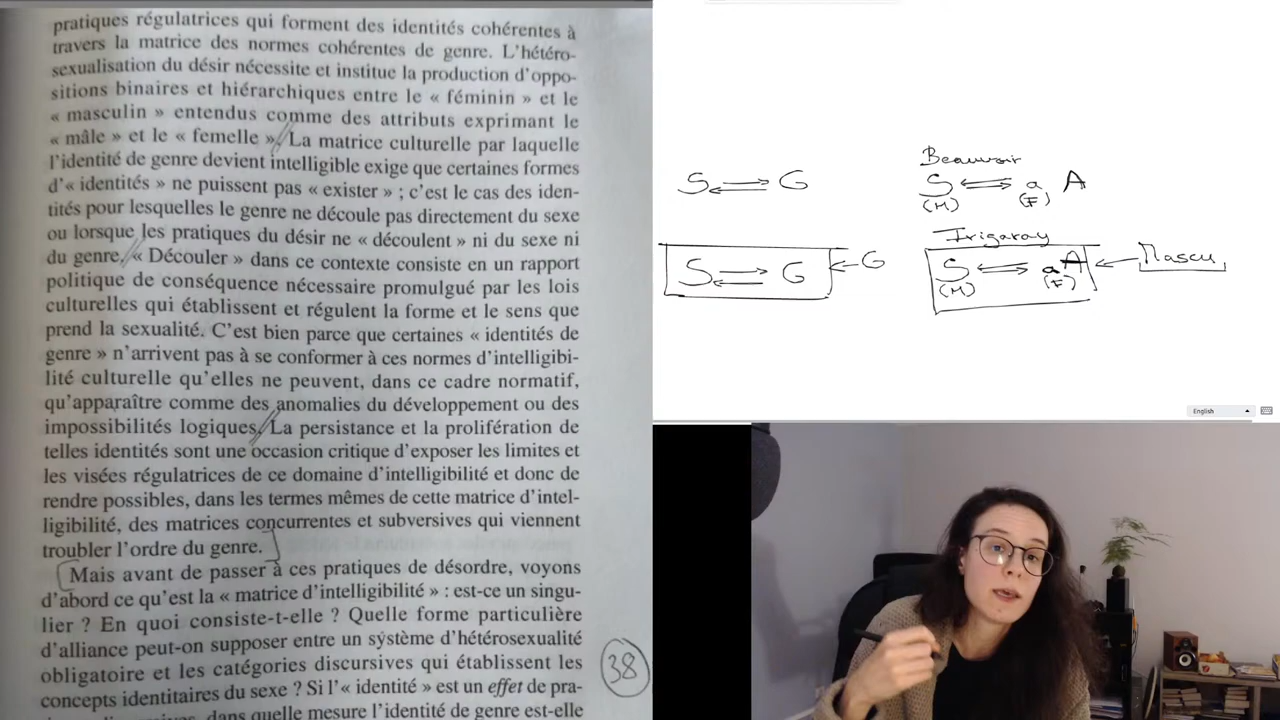 pratiques régulatrices qui forment des identités cohérentes à
travers la matrice des normes cohérentes de genre. L'hétéro-
sexualisation du désir nécessite et institue la production d'oppo-
sitions binaires et hiérarchiques entre le « féminin » et le
« masculin » entendus comme des attributs exprimant le
« mâle » et le « femelle ». La matrice culturelle par laquelle
l'identité de genre devient intelligible exige que certaines formes
d'« identités » ne puissent pas « exister » ; c'est le cas des iden-
tités pour lesquelles le genre ne découle pas directement du sexe
ou lorsque les pratiques du désir ne « découlent » ni du sexe ni
du genre. « Découler » dans ce contexte consiste en un rapport
politique de conséquence nécessaire promulgué par les lois
culturelles qui établissent et régulent la forme et le sens que
prend la sexualité. C'est bien parce que certaines « identités de
genre » n'arrivent pas à se conformer à ces normes d'intelligibi-
lité culturelle qu'elles ne peuvent, dans ce cadre normatif,
qu'apparaître comme des anomalies du développement ou des
impossibilités logiques. La persistance et la prolifération de
telles identités sont une occasion critique d'exposer les limites et
les visées régulatrices de ce domaine d'intelligibilité et donc de
rendre possibles, dans les termes mêmes de cette matrice d'intel-
ligibilité, des matrices concurrentes et subversives qui viennent
troubler l'ordre du genre.
Mais avant de passer à ces pratiques de désordre, voyons
d'abord ce qu'est la « matrice d'intelligibilité » : est-ce un singu-
lier ? En quoi consiste-t-elle ? Quelle forme particulière
d'alliance peut-on supposer entre un système d'hétérosexualité
obligatoire et les catégories discursives qui établissent les
concepts identitaires du sexe ? Si l'« identité » est un effet de pra-
dans quelle mesure l'identité de genre est-elle
38
S ⇄ G
Beauvoir
S ⇄ a A
(M) (F)
S ⇄ G ← G
Irigaray
S ⇄ a A ← Mascu
(M) (F)
English